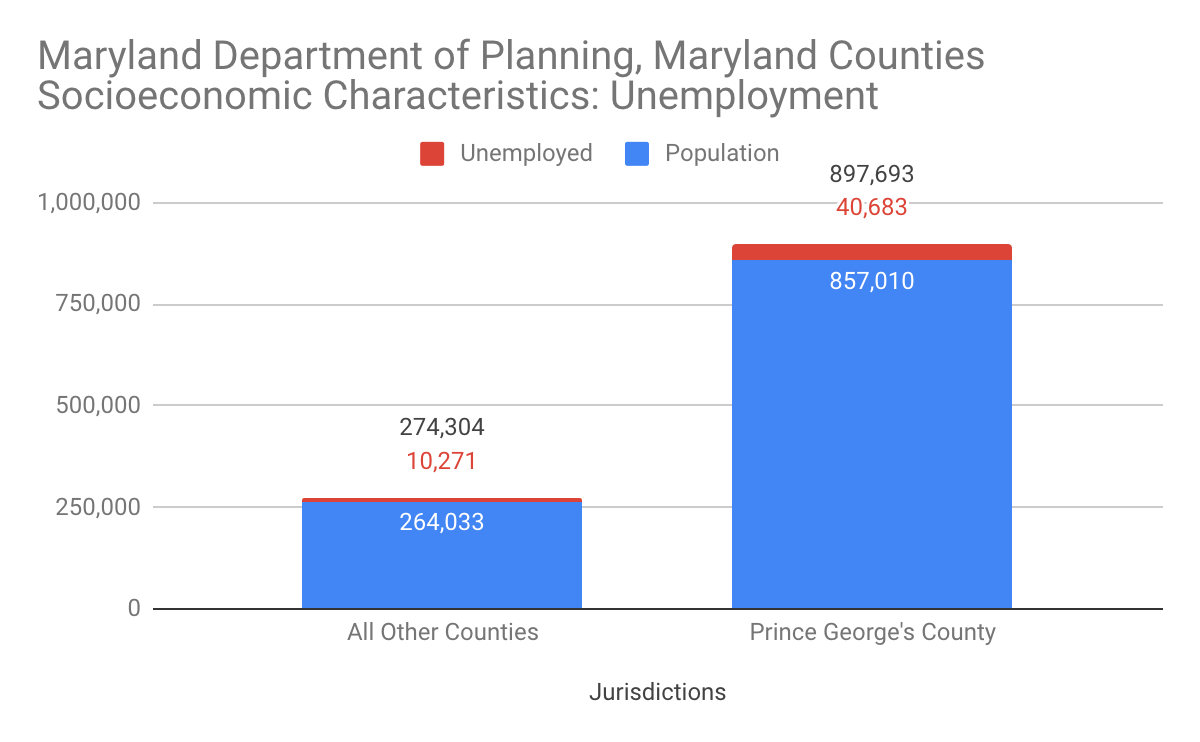 Maryland Department of Planning, Maryland Counties
Socioeconomic Characteristics: Unemployment
Unemployed
Population
897,693
1,000,000
40,683
857,010
750,000
500,000
274,304
10,271
250,000
264,033
0
All Other Counties
Prince George's County
Jurisdictions